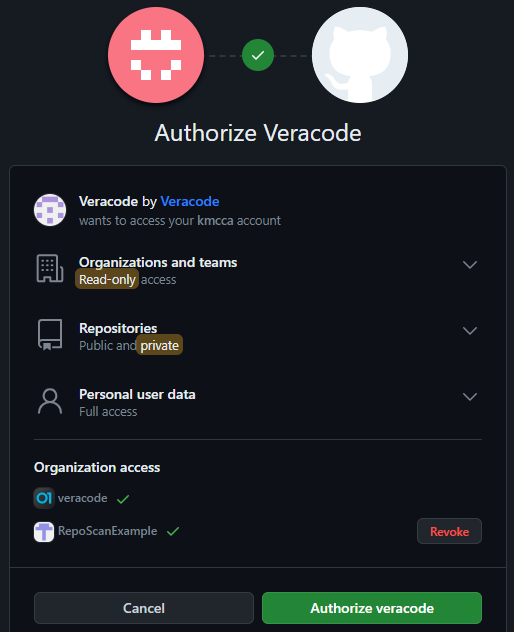 Authorize Veracode
Veracode by Veracode
wants to access your kmcca account
Organizations and teams
Read-only access
Repositories
Public and private
Personal user data
Full access
Organization access
veracode
RepoScanExample
Revoke
Cancel
Authorize veracode